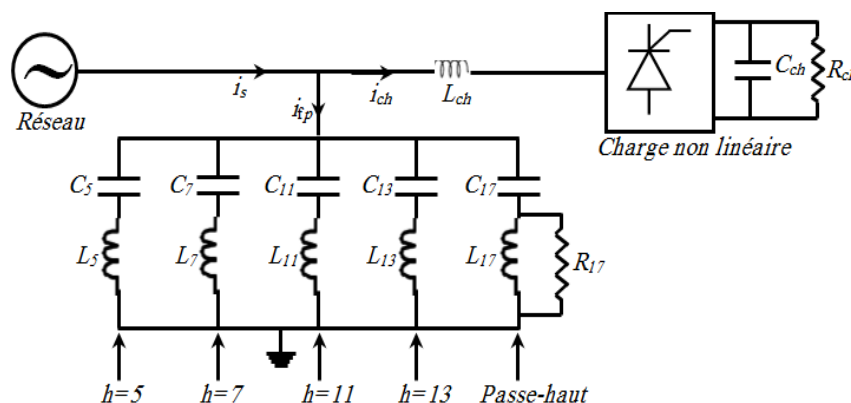 Réseau
i_s
i_fp
i_ch
L_ch
C_ch
Charge non linéaire
C_5
C_7
C_11
C_13
C_17
L_5
L_7
L_11
L_13
L_17
R_17
h=5
h=7
h=11
h=13
Passe-haut